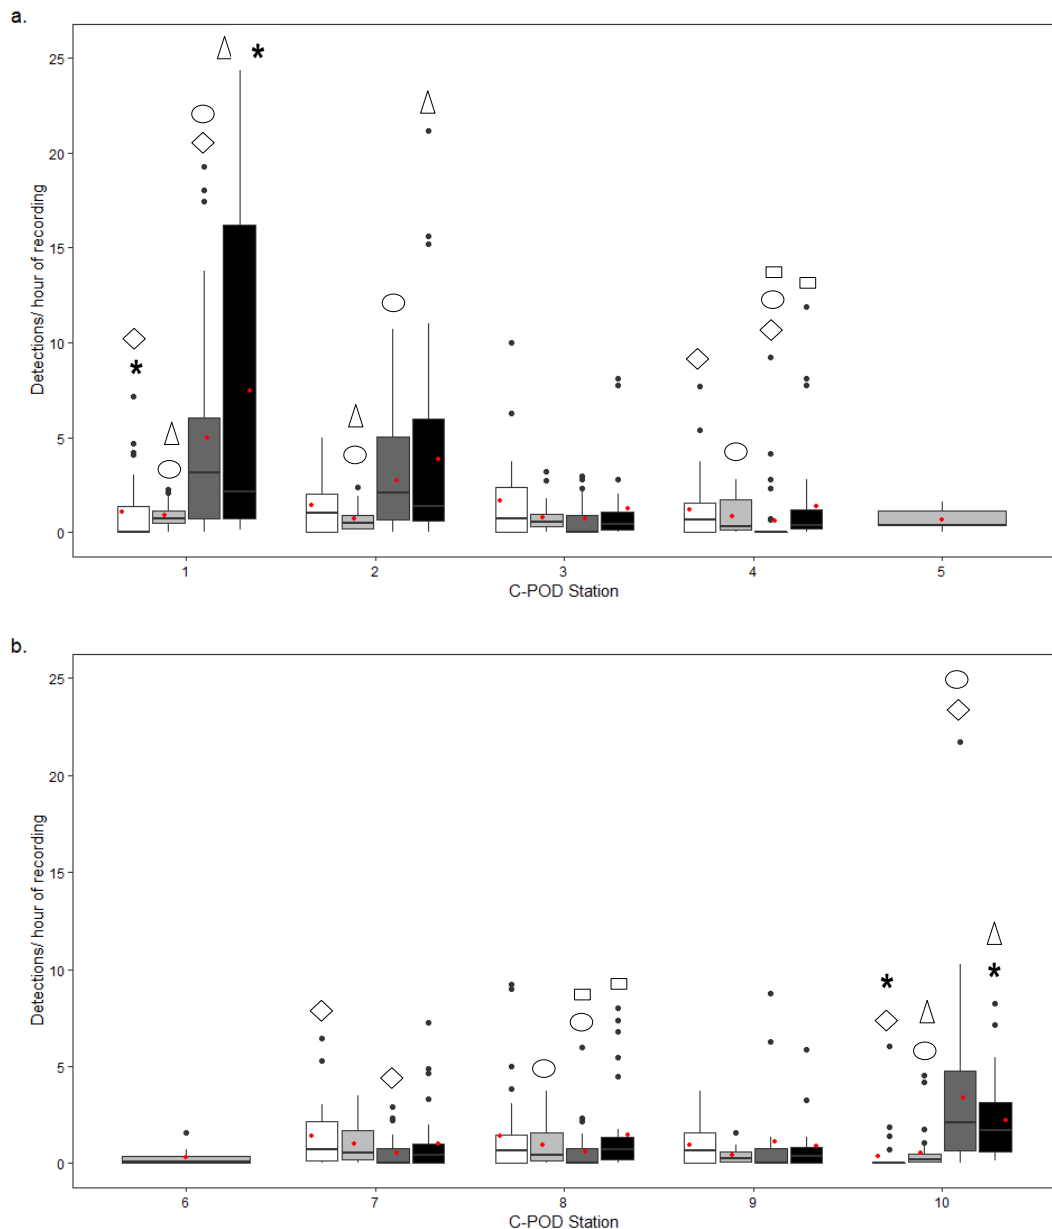 a.
Detections/ hour of recording
25
20
15
10
5
0
* *
1 2 3 4 5
C-POD Station
b.
Detections/ hour of recording
25
20
15
10
5
0
* *
6 7 8 9 10
C-POD Station